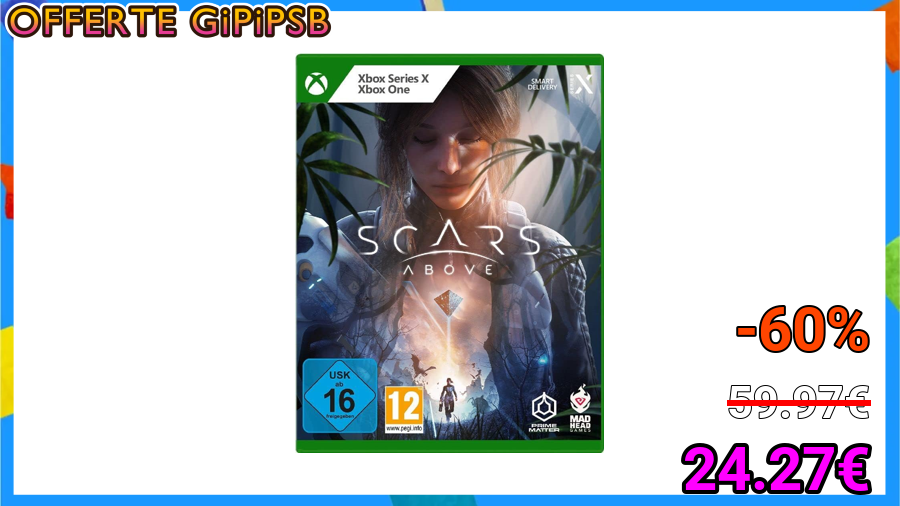 OFFERTE GiPiPSB
Xbox Series X
Xbox One
SMART
DELIVERY
X
SCARS
ABOVE
USK
ab
16
freigegeben
12
www.pegi.info
PRIME
MATTER
MAD
HEAD
GAMES
-60%
59.97€
24.27€